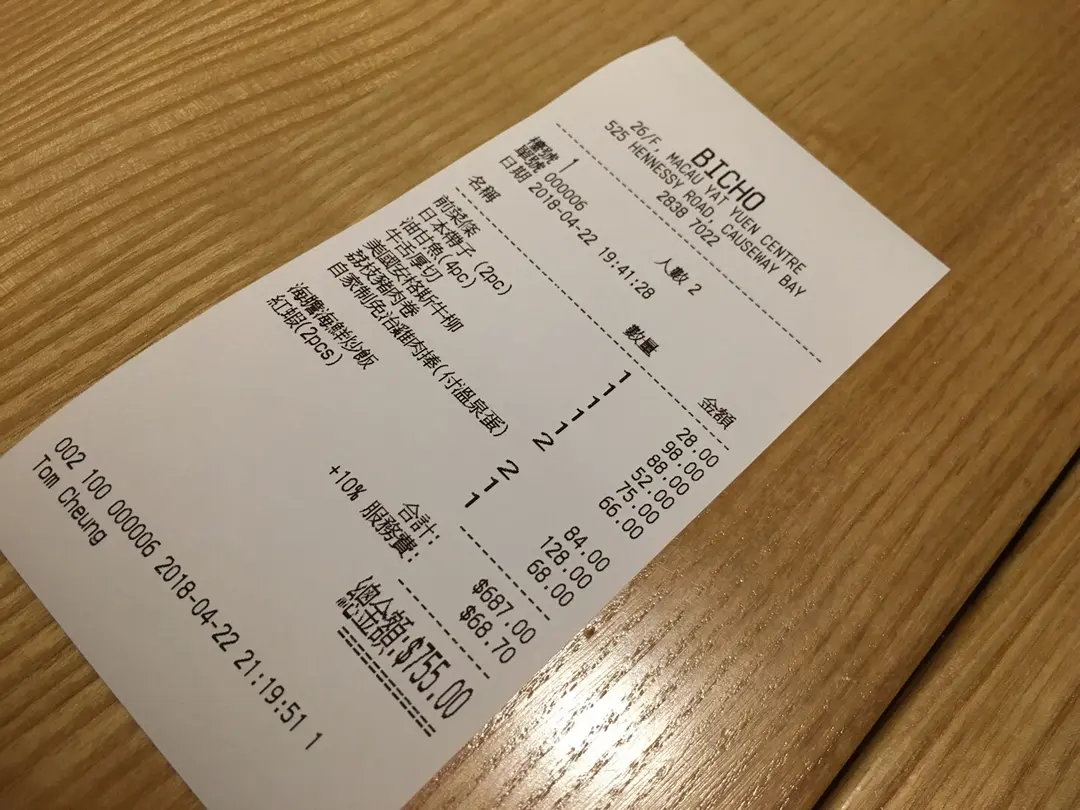 BICHO
26/F, MACAU YAT YUEN CENTRE
525 HENNESSY ROAD, CAUSEWAY BAY
2838 7022
檯號 1 人數 2
單號 000006
日期 2018-04-22 19:41:28
名稱 數量 金額
前菜條 1 28.00
日本帶子 (2pc) 1 98.00
油甘魚(4pc) 1 88.00
牛舌厚切 1 52.00
美國安格斯牛柳 1 75.00
荔枝豬肉卷 2 66.00
自家制免治雞肉棒(付溫泉蛋)
2 84.00
海膽海鮮炒飯 1 128.00
紅蝦(2pcs) 1 68.00
合計: $687.00
+10% 服務費: $68.70
總金額:$755.00
002 100 000006 2018-04-22 21:19:51 1
Tom Cheung